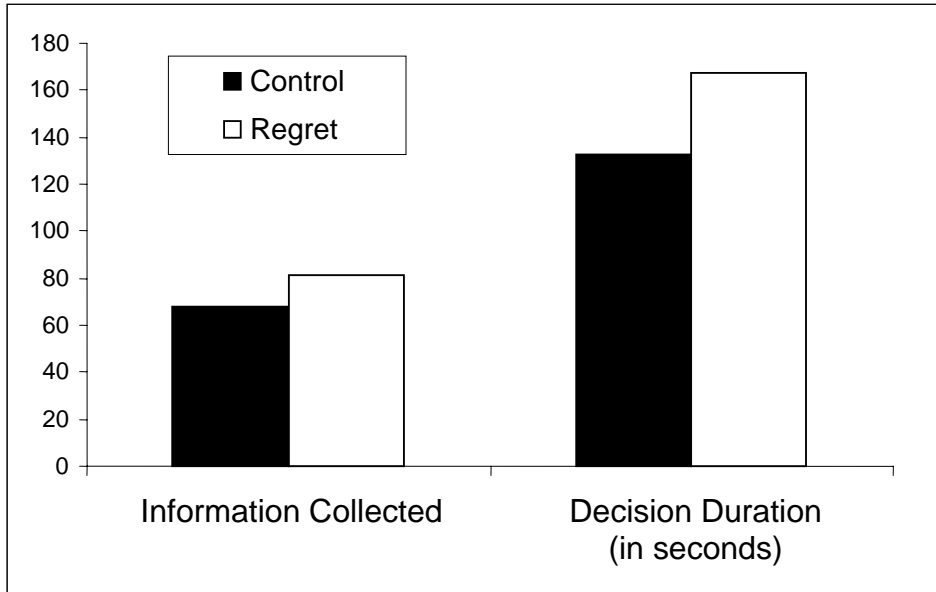 180
160
140
120
100
80
60
40
20
0
Control
Regret
Information Collected
Decision Duration
(in seconds)